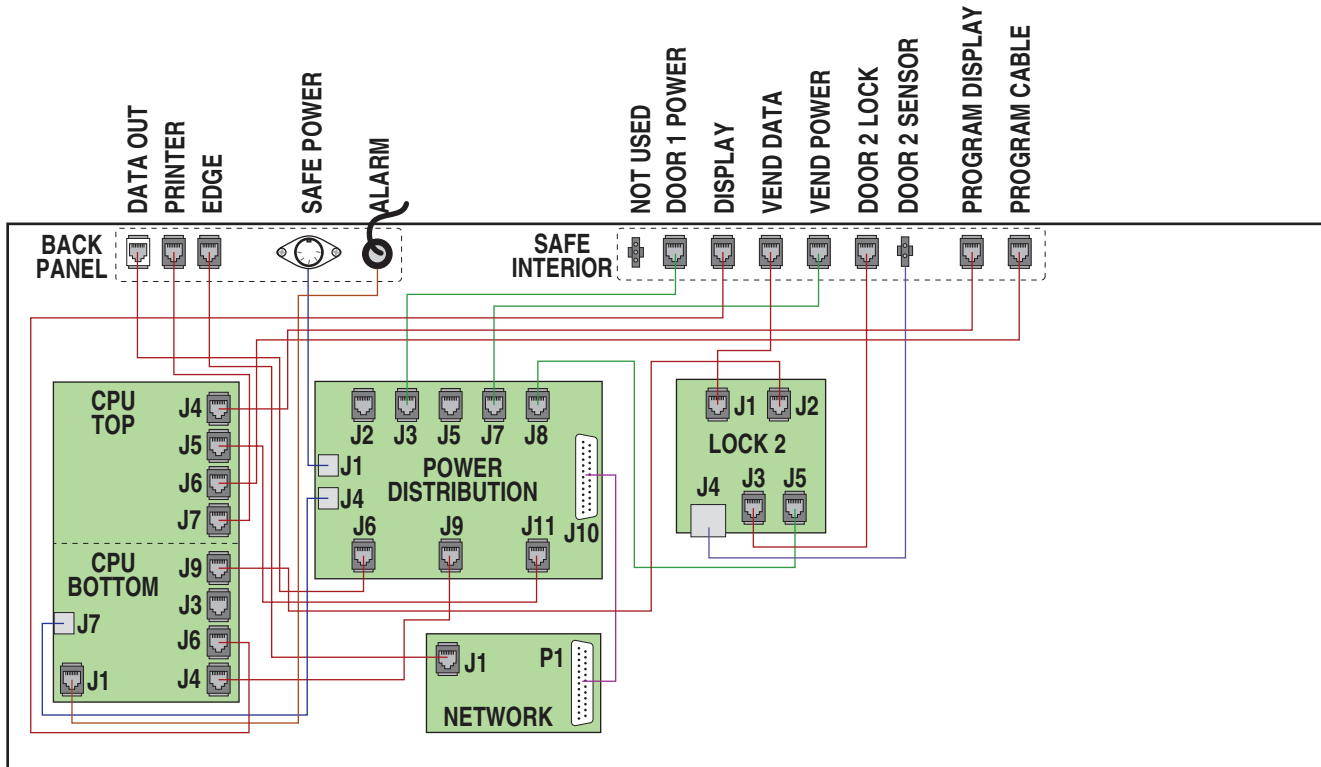 DATA OUT
PRINTER
EDGE
SAFE POWER
ALARM
NOT USED
DOOR 1 POWER
DISPLAY
VEND DATA
VEND POWER
DOOR 2 LOCK
DOOR 2 SENSOR
PROGRAM DISPLAY
PROGRAM CABLE
BACK
PANEL
SAFE
INTERIOR
CPU
TOP
J4
J5
J6
J7
CPU
BOTTOM
J9
J3
J7
J6
J1
J4
J2
J3
J5
J7
J8
J1
POWER
DISTRIBUTION
J4
J6
J9
J11
J10
J1
J2
LOCK 2
J4
J3
J5
J1
P1
NETWORK